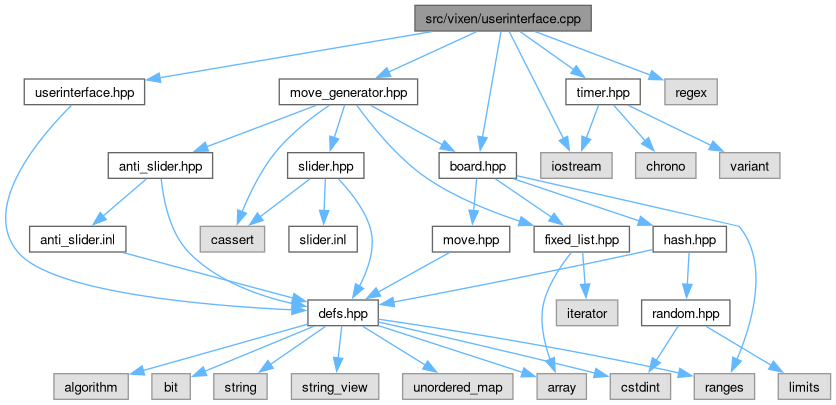 src/vixen/userinterface.cpp
userinterface.hpp
move_generator.hpp
timer.hpp
regex
anti_slider.hpp
slider.hpp
board.hpp
iostream
chrono
variant
anti_slider.inl
cassert
slider.inl
move.hpp
fixed_list.hpp
hash.hpp
defs.hpp
iterator
random.hpp
algorithm
bit
string
string_view
unordered_map
array
cstdint
ranges
limits